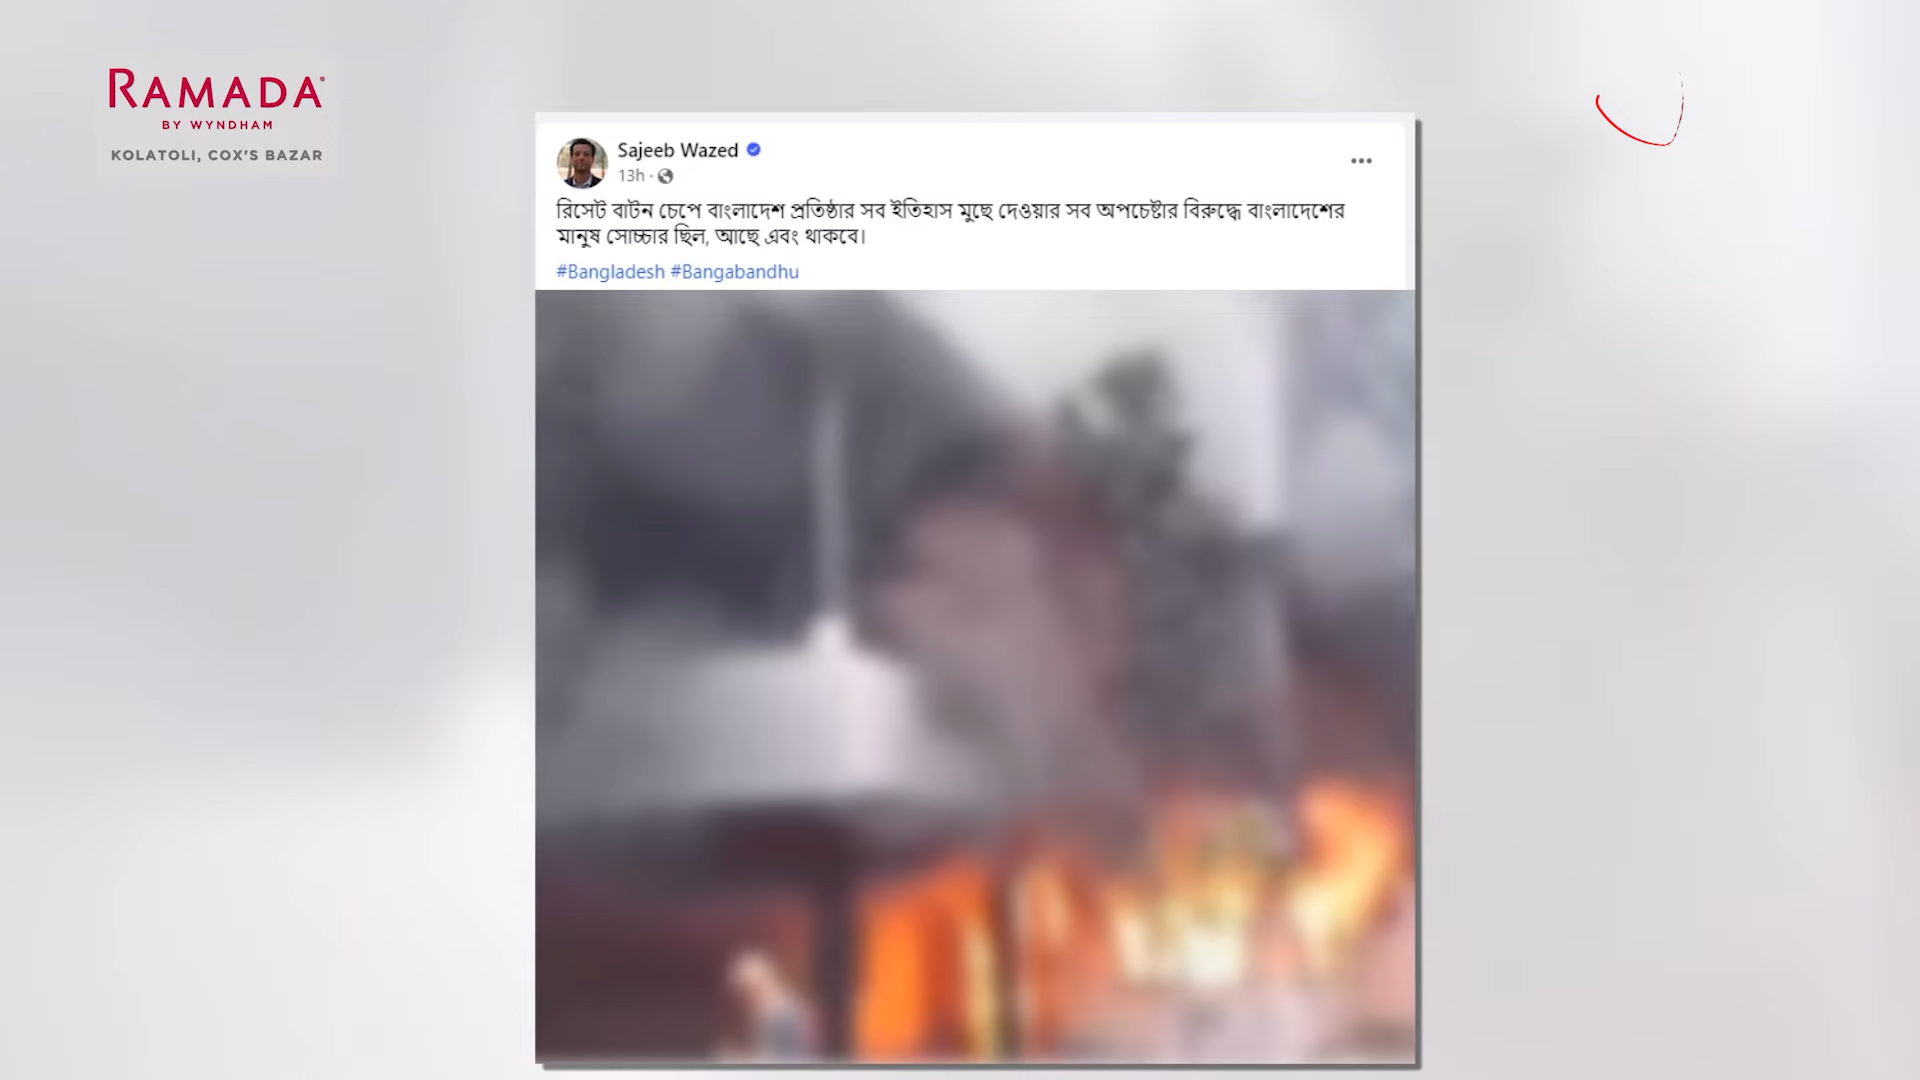 RAMADA
BY WYNDHAM
KOLATOLI, COX'S BAZAR
Sajeeb Wazed
13h ·
রিসেট বাটন চেপে বাংলাদেশ প্রতিষ্ঠার সব ইতিহাস মুছে দেওয়ার সব অপচেষ্টার বিরুদ্ধে বাংলাদেশের
মানুষ সোচ্চার ছিল, আছে এবং থাকবে।
#Bangladesh #Bangabandhu